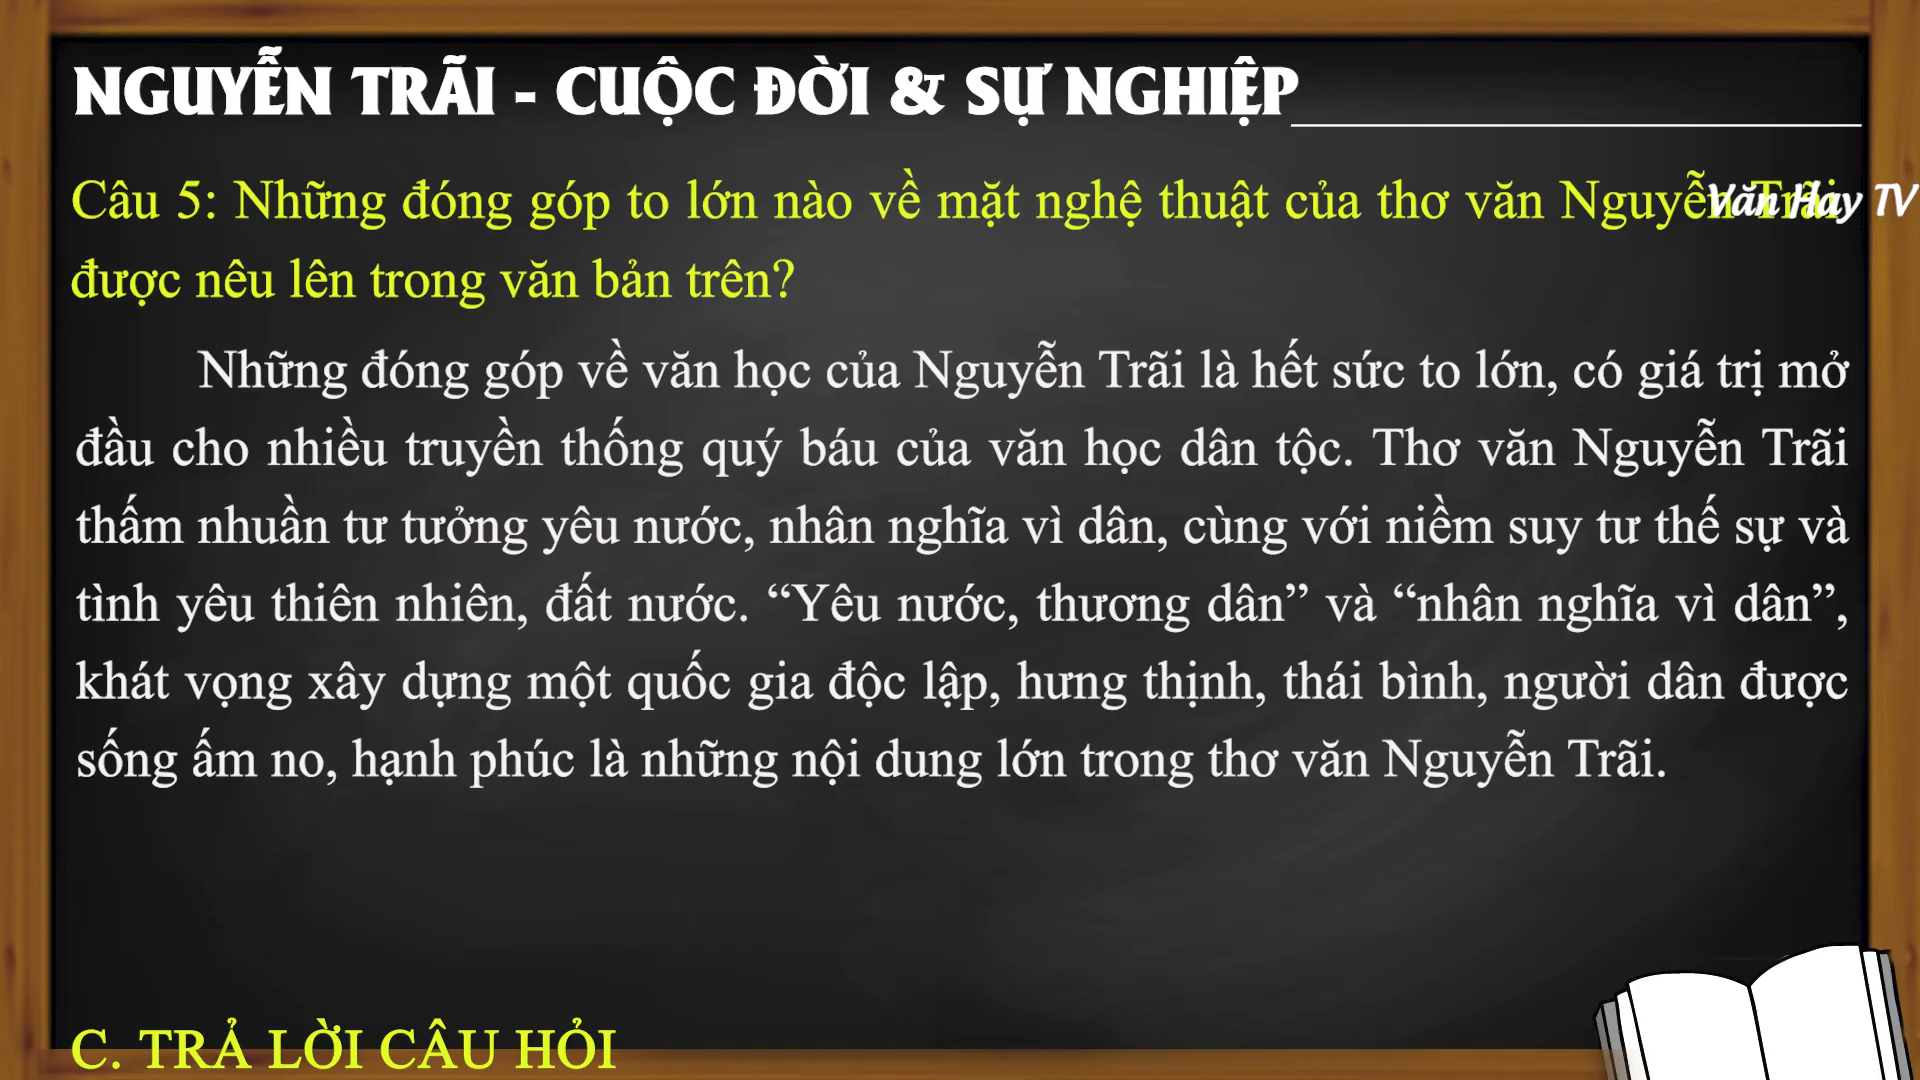 NGUYỄN TRÃI - CUỘC ĐỜI & SỰ NGHIỆP
Câu 5: Những đóng góp to lớn nào về mặt nghệ thuật của thơ văn Nguyễn Trãi
Văn Hay TV
được nêu lên trong văn bản trên?
Những đóng góp về văn học của Nguyễn Trãi là hết sức to lớn, có giá trị mở
đầu cho nhiều truyền thống quý báu của văn học dân tộc. Thơ văn Nguyễn Trãi
thấm nhuần tư tưởng yêu nước, nhân nghĩa vì dân, cùng với niềm suy tư thế sự và
tình yêu thiên nhiên, đất nước. “Yêu nước, thương dân” và “nhân nghĩa vì dân”,
khát vọng xây dựng một quốc gia độc lập, hưng thịnh, thái bình, người dân được
sống ấm no, hạnh phúc là những nội dung lớn trong thơ văn Nguyễn Trãi.
C. TRẢ LỜI CÂU HỎI